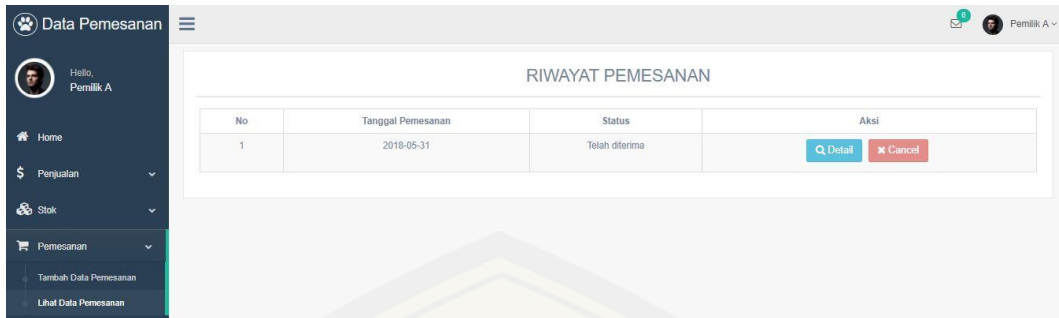 Data Pemesanan
0
Pemilik A
Hello,
Pemilik A
Home
Penjualan
Stok
Pemesanan
Tambah Data Pemesanan
Lihat Data Pemesanan
RIWAYAT PEMESANAN
No Tanggal Pemesanan Status Aksi
1 2018-05-31 Telah diterima Detail Cancel